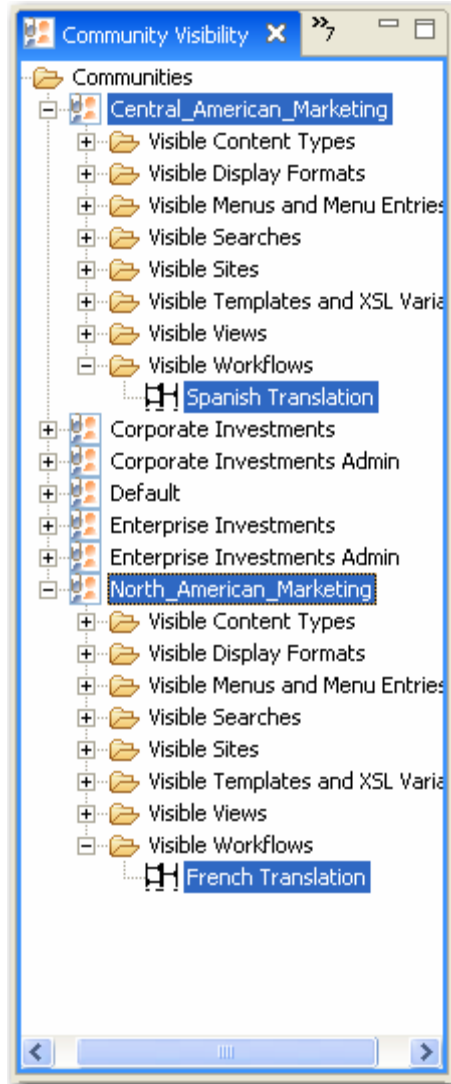 Community Visibility »7
Communities
Central_American_Marketing
Visible Content Types
Visible Display Formats
Visible Menus and Menu Entries
Visible Searches
Visible Sites
Visible Templates and XSL Varia
Visible Views
Visible Workflows
Spanish Translation
Corporate Investments
Corporate Investments Admin
Default
Enterprise Investments
Enterprise Investments Admin
North_American_Marketing
Visible Content Types
Visible Display Formats
Visible Menus and Menu Entries
Visible Searches
Visible Sites
Visible Templates and XSL Varia
Visible Views
Visible Workflows
French Translation